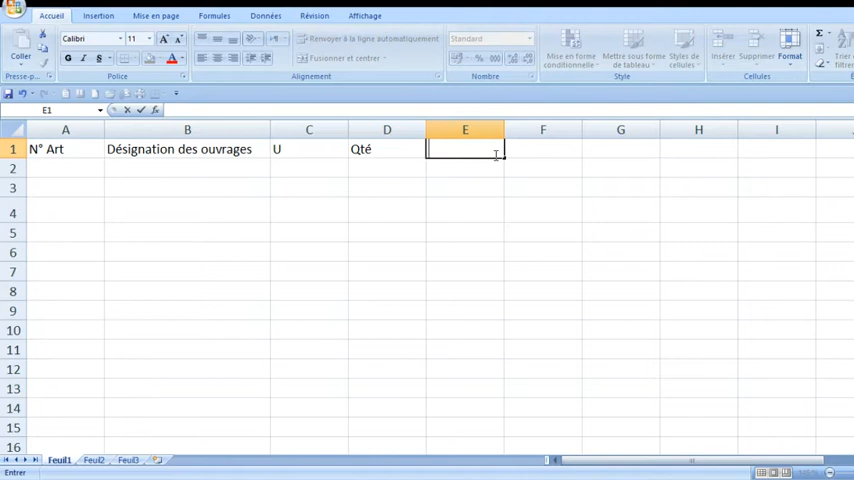 Accueil Insertion Mise en page Formules Données Révision Affichage
Coller
Calibri 11
Renvoyer à la ligne automatiquement
Standard
G I S
Fusionner et centrer
% 000
Mise en forme conditionnelle
Mettre sous forme de tableau
Styles de cellules
Insérer Supprimer Format
Σ
Trier
Presse-p... Police Alignement Nombre Style Cellules
E1
fx
A B C D E F G H I
1 N° Art Désignation des ouvrages U Qté
2
3
4
5
6
7
8
9
10
11
12
13
14
15
16
Feuil1 Feuil2 Feuil3
Entrer